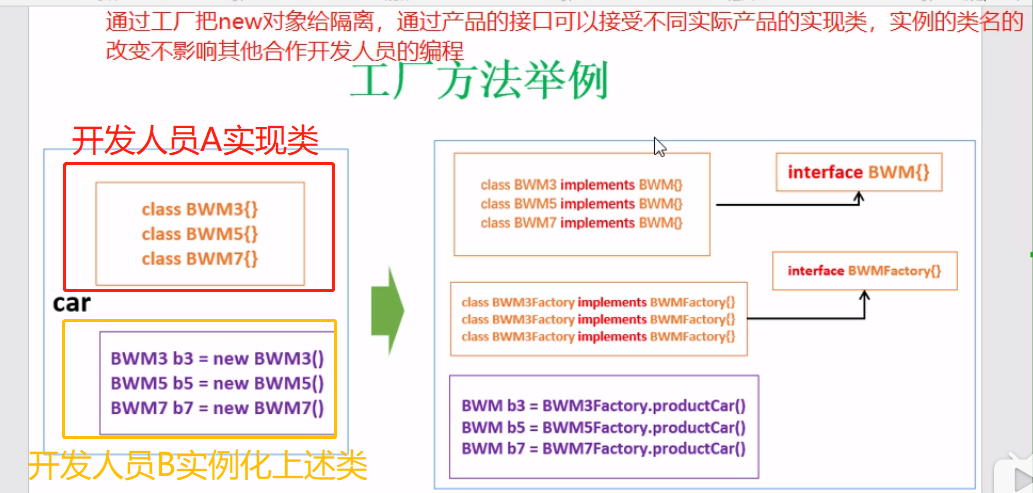 通过工厂把new对象给隔离，通过产品的接口可以接受不同实际产品的实现类，实例的类名的
改变不影响其他合作开发人员的编程
工厂方法举例
开发人员A实现类
class BWM3{}
class BWM5{}
class BWM7{}
car
BWM3 b3 = new BWM3()
BWM5 b5 = new BWM5()
BWM7 b7 = new BWM7()
开发人员B实例化上述类
class BWM3 implements BWM{}
class BWM5 implements BWM{}
class BWM7 implements BWM{}
interface BWM{}
interface BWMFactory{}
class BWM3Factory implements BWMFactory{}
class BWM3Factory implements BWMFactory{}
class BWM3Factory implements BWMFactory{}
BWM b3 = BWM3Factory.productCar()
BWM b5 = BWM5Factory.productCar()
BWM b7 = BWM7Factory.productCar()